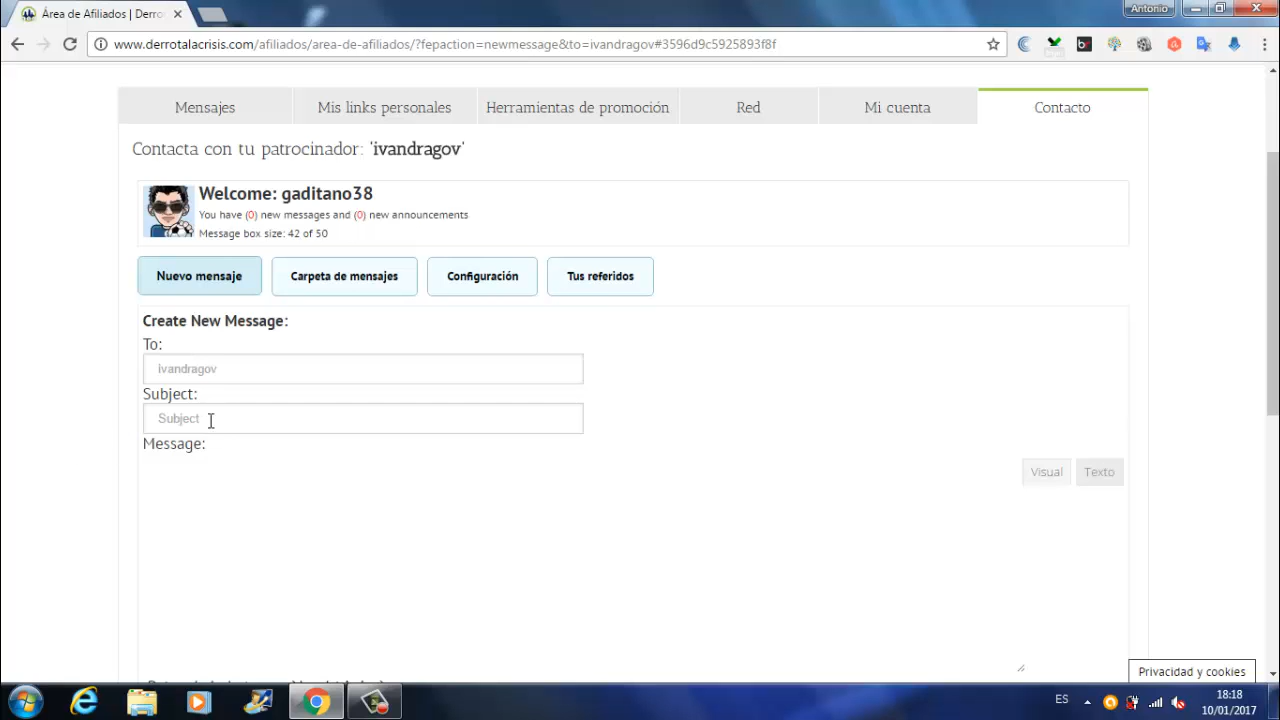 Área de Afiliados | Derrot
Antonio
www.derrotalacrisis.com/afiliados/area-de-afiliados/?fepction=newmessage&to=ivandragov#3596d9c5925893f8f
Mensajes
Mis links personales
Herramientas de promoción
Red
Mi cuenta
Contacto
Contacta con tu patrocinador: 'ivandragov'
Welcome: gaditano38
You have (0) new messages and (0) new announcements
Message box size: 42 of 50
Nuevo mensaje
Carpeta de mensajes
Configuración
Tus referidos
Create New Message:
To:
ivandragov
Subject:
Subject
Message:
Visual
Texto
Privacidad y cookies
ES
18:18
10/01/2017